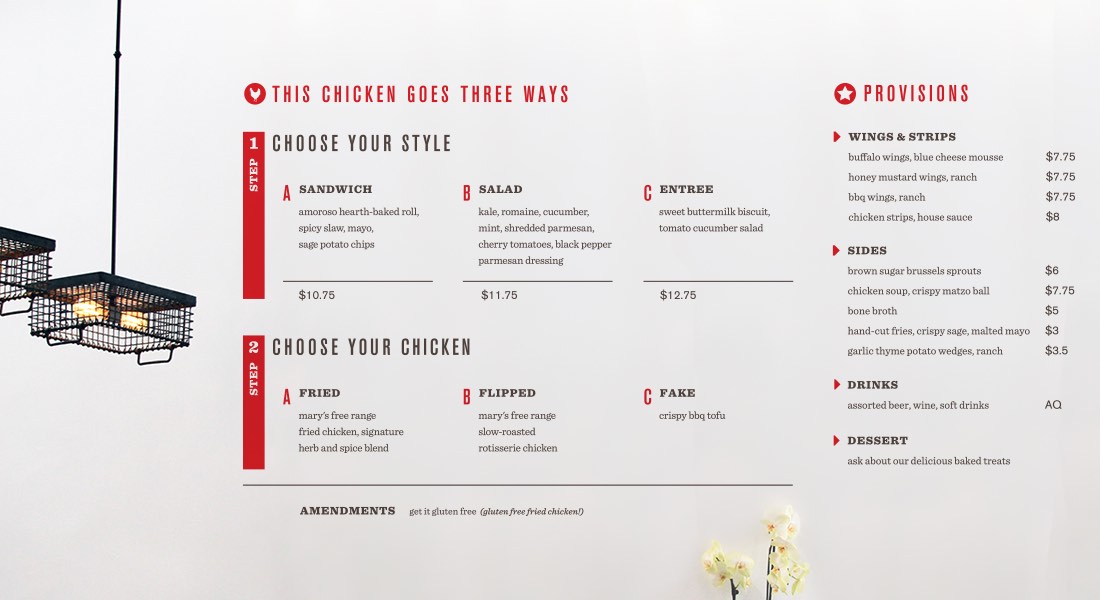 THIS CHICKEN GOES THREE WAYS
STEP 1
CHOOSE YOUR STYLE
A SANDWICH
amoroso hearth-baked roll,
spicy slaw, mayo,
sage potato chips
$10.75
B SALAD
kale, romaine, cucumber,
mint, shredded parmesan,
cherry tomatoes, black pepper
parmesan dressing
$11.75
C ENTREE
sweet buttermilk biscuit,
tomato cucumber salad
$12.75
STEP 2
CHOOSE YOUR CHICKEN
A FRIED
mary's free range
fried chicken, signature
herb and spice blend
B FLIPPED
mary's free range
slow-roasted
rotisserie chicken
C FAKE
crispy bbq tofu
AMENDMENTS get it gluten free (gluten free fried chicken!)
PROVISIONS
WINGS & STRIPS
buffalo wings, blue cheese mousse $7.75
honey mustard wings, ranch $7.75
bbq wings, ranch $7.75
chicken strips, house sauce $8
SIDES
brown sugar brussels sprouts $6
chicken soup, crispy matzo ball $7.75
bone broth $5
hand-cut fries, crispy sage, malted mayo $3
garlic thyme potato wedges, ranch $3.5
DRINKS
assorted beer, wine, soft drinks AQ
DESSERT
ask about our delicious baked treats